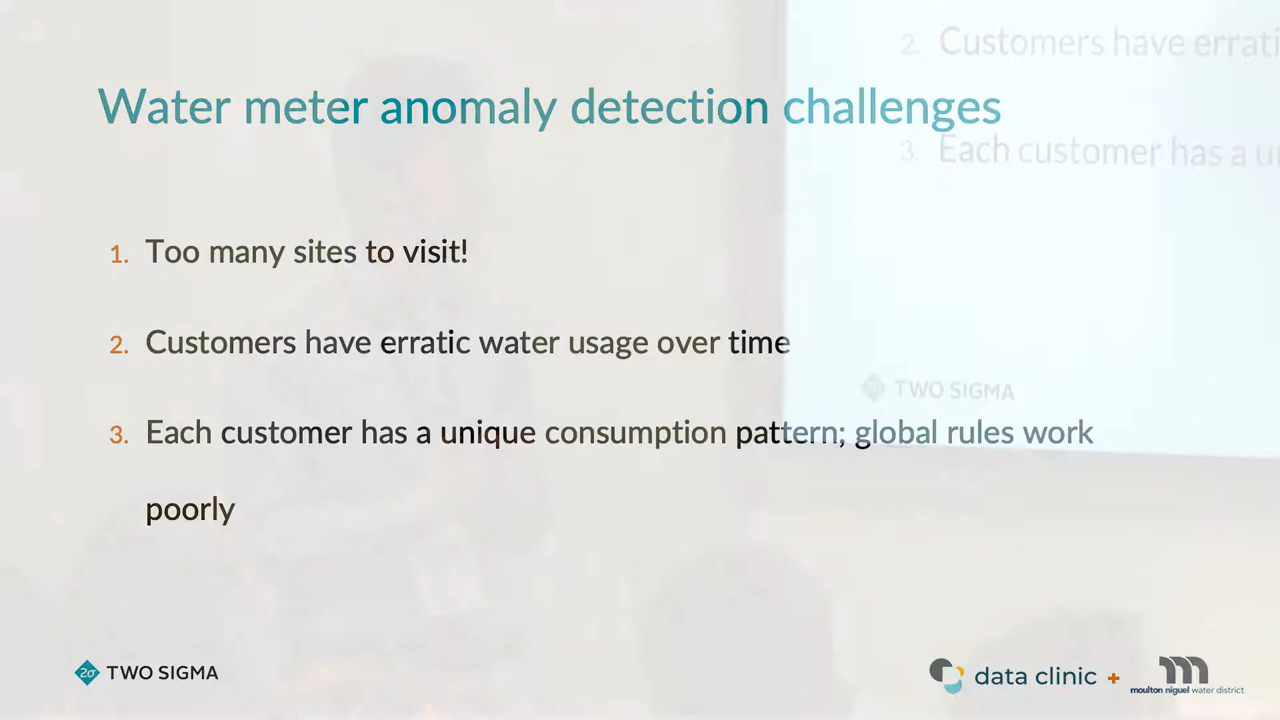 2. Customers have errati
Water meter anomaly detection challenges
3. Each customer has a u
1. Too many sites to visit!
2. Customers have erratic water usage over time
TWO SIGMA
3. Each customer has a unique consumption pattern; global rules work
poorly
2σ TWO SIGMA
data clinic +
m
moulton niguel water district